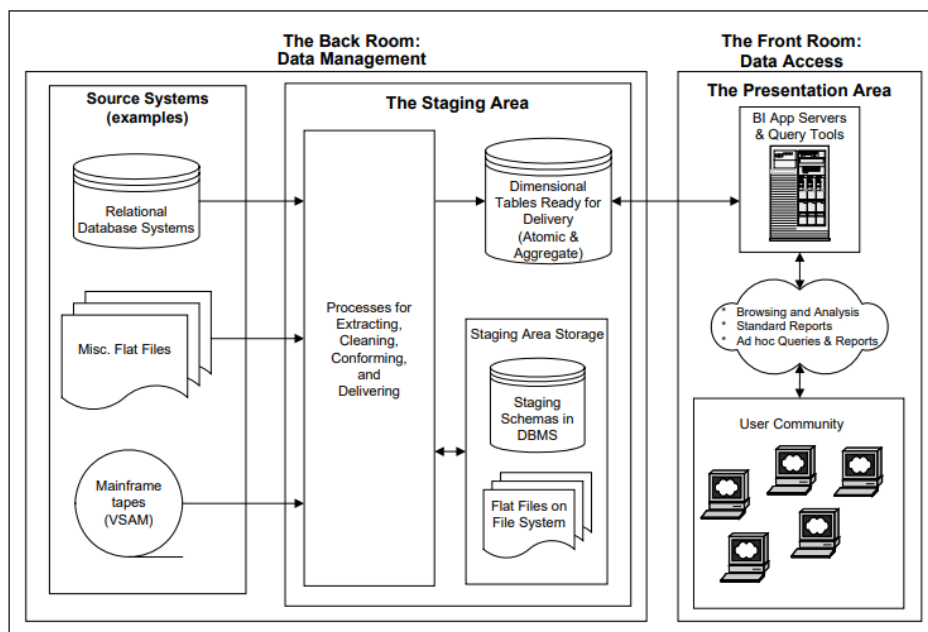 The Back Room:
Data Management
The Front Room:
Data Access
Source Systems
(examples)
Relational
Database Systems
Misc. Flat Files
Mainframe
tapes
(VSAM)
The Staging Area
Processes for
Extracting,
Cleaning,
Conforming,
and
Delivering
Dimensional
Tables Ready for
Delivery
(Atomic &
Aggregate)
Staging Area Storage
Staging
Schemas in
DBMS
Flat Files on
File System
The Presentation Area
BI App Servers
& Query Tools
* Browsing and Analysis
* Standard Reports
* Ad hoc Queries & Reports
User Community